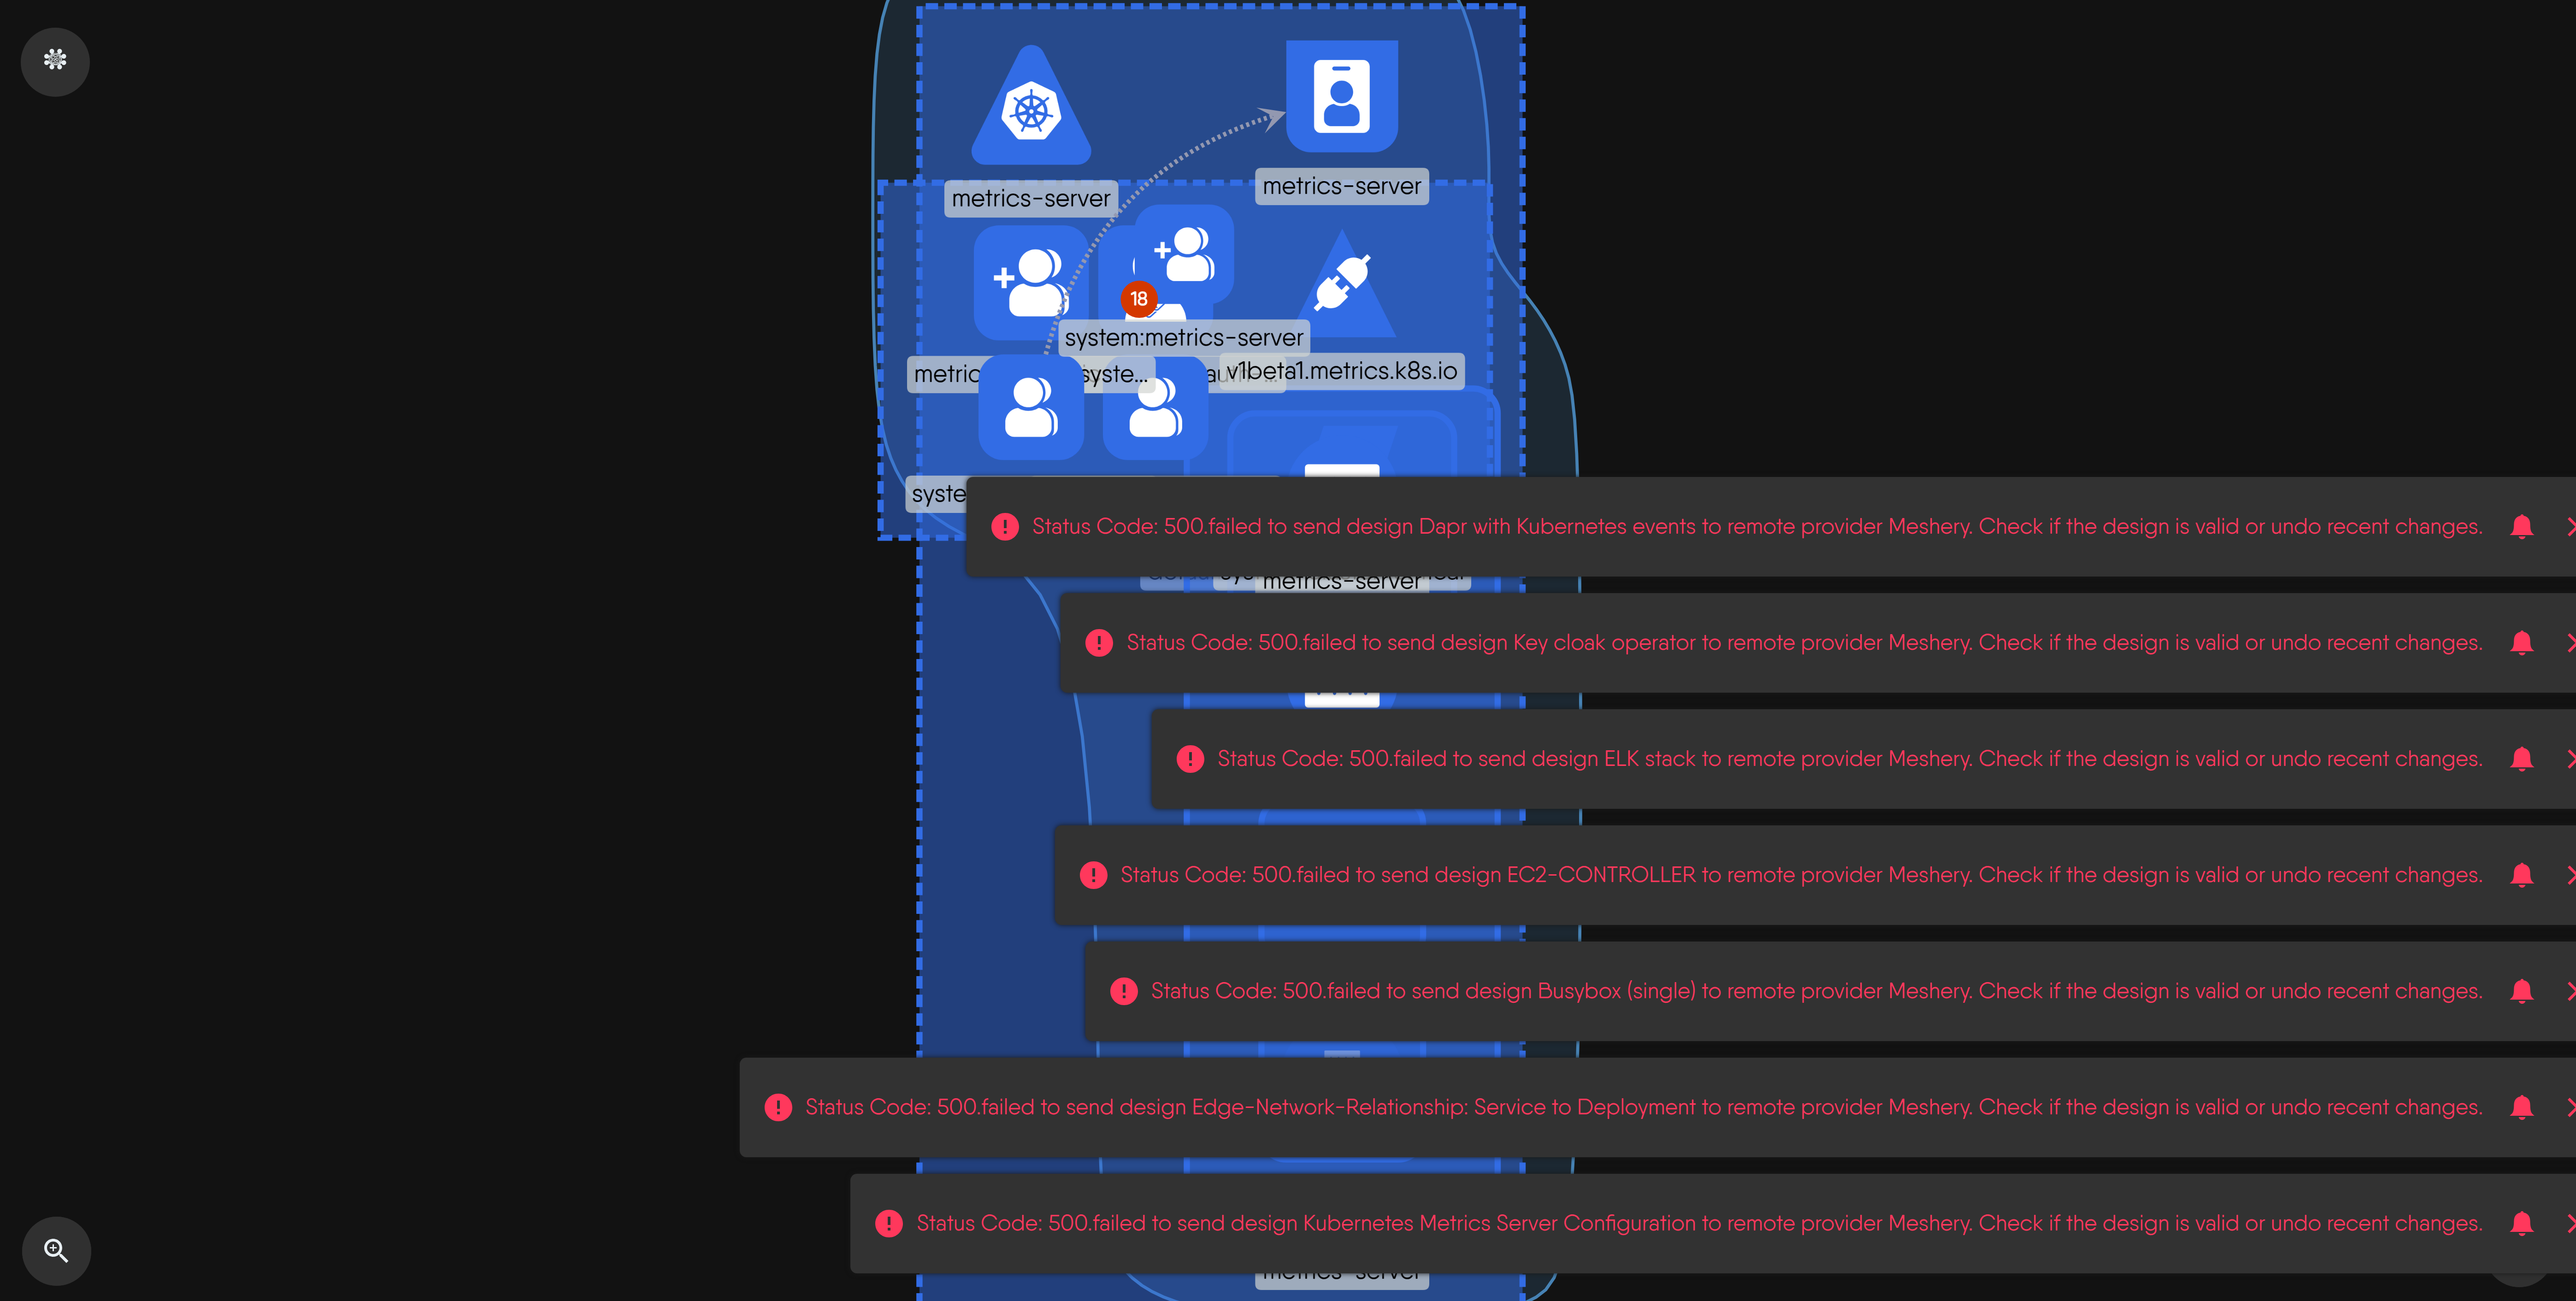 metrics-server
metrics-server
18
system:metrics-server
v1beta1.metrics.k8s.io
syste...
Status Code: 500.failed to send design Dapr with Kubernetes events to remote provider Meshery. Check if the design is valid or undo recent changes.
metrics-server
Status Code: 500.failed to send design Key cloak operator to remote provider Meshery. Check if the design is valid or undo recent changes.
Status Code: 500.failed to send design ELK stack to remote provider Meshery. Check if the design is valid or undo recent changes.
Status Code: 500.failed to send design EC2-CONTROLLER to remote provider Meshery. Check if the design is valid or undo recent changes.
Status Code: 500.failed to send design Busybox (single) to remote provider Meshery. Check if the design is valid or undo recent changes.
Status Code: 500.failed to send design Edge-Network-Relationship: Service to Deployment to remote provider Meshery. Check if the design is valid or undo recent changes.
Status Code: 500.failed to send design Kubernetes Metrics Server Configuration to remote provider Meshery. Check if the design is valid or undo recent changes.
metrics-server